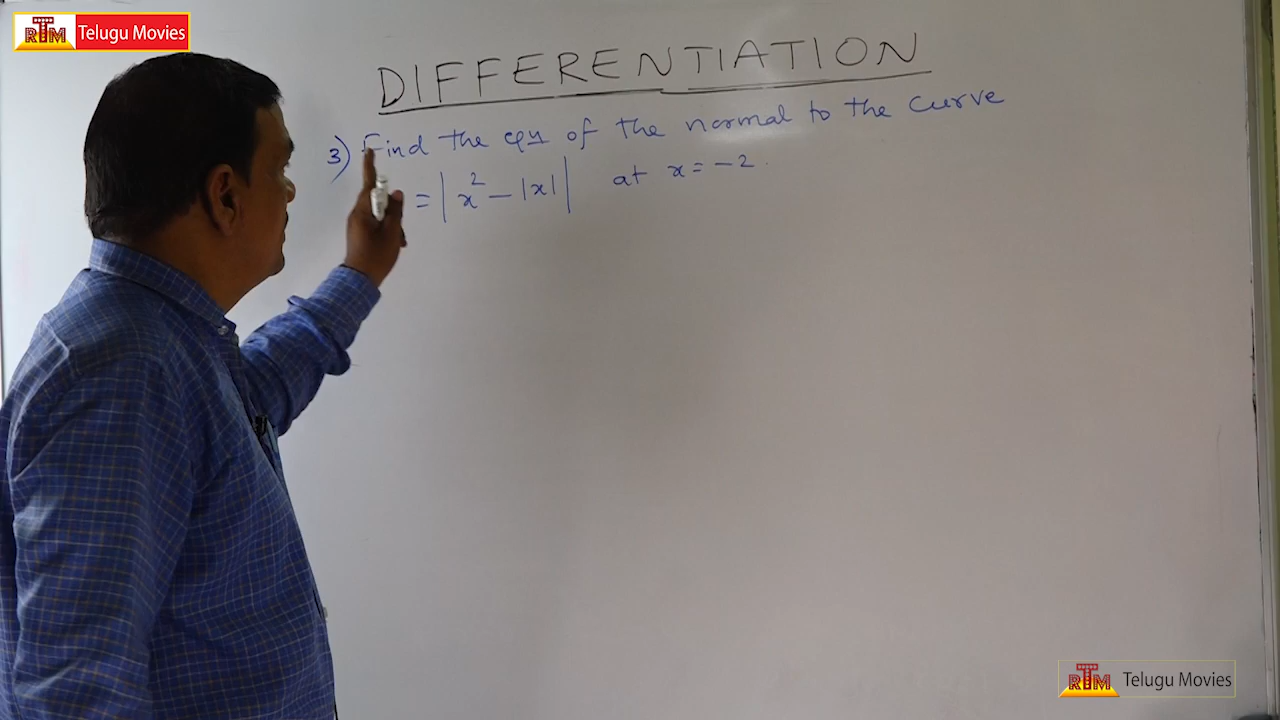 RTM Telugu Movies
DIFFERENTIATION
3) Find the eqn of the normal to the curve
= |x² - |x|| at x = -2.
RTM Telugu Movies